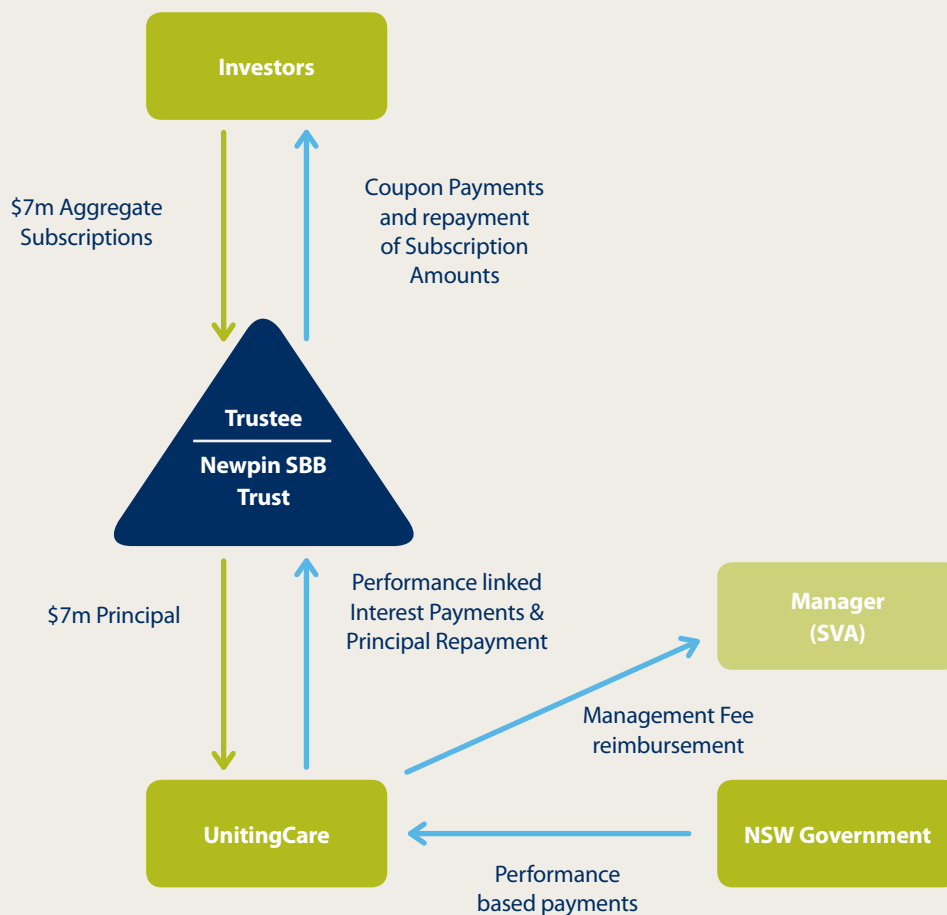 Investors
$7m Aggregate
Subscriptions
Coupon Payments
and repayment
of Subscription
Amounts
Trustee
Newpin SBB
Trust
$7m Principal
Performance linked
Interest Payments &
Principal Repayment
Manager
(SVA)
Management Fee
reimbursement
UnitingCare
NSW Government
Performance
based payments